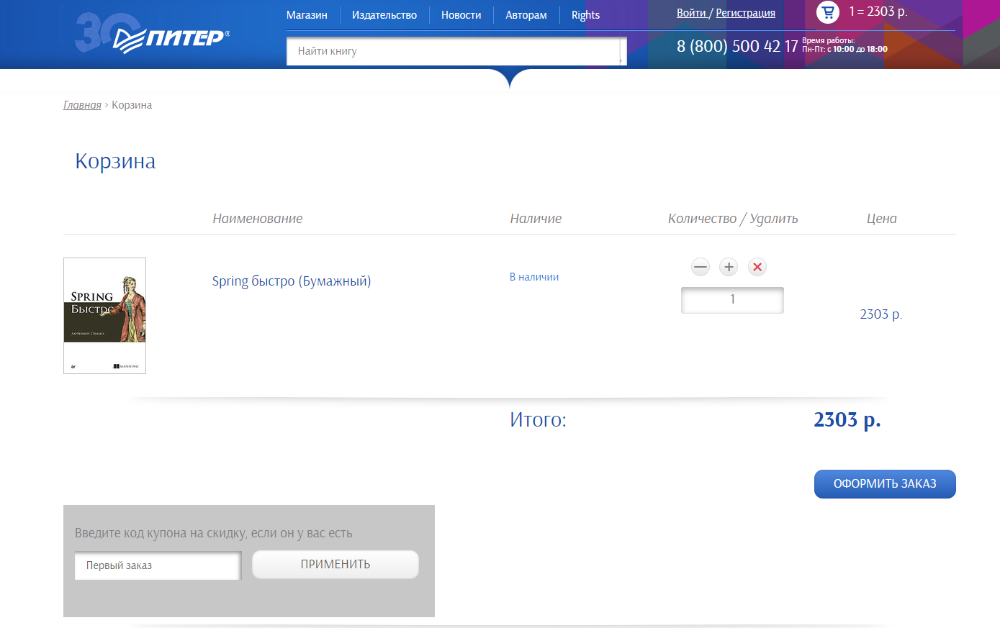 Магазин Издательство Новости Авторам Rights
Войти / Регистрация
1 = 2303 р.
30 ПИТЕР®
Найти книгу
8 (800) 500 42 17
Время работы:
Пн-Пт: с 10:00 до 18:00
Главная > Корзина
Корзина
Наименование Наличие Количество / Удалить Цена
SPRING
БЫСТРО
ЛАУРЕНЦИУ СПИЛКЭ
MANNING
Spring быстро (Бумажный)
В наличии
1
2303 р.
Итого: 2303 р.
ОФОРМИТЬ ЗАКАЗ
Введите код купона на скидку, если он у вас есть
Первый заказ
ПРИМЕНИТЬ